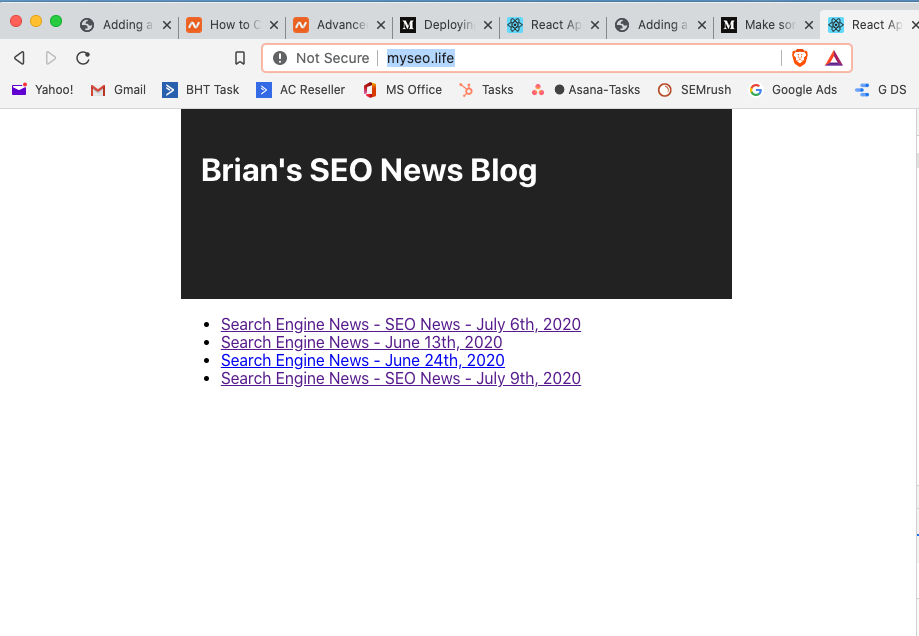 Adding a How to C Advance Deployin React Ap Adding a Make som React Ap
Not Secure myseo.life
Yahoo! Gmail BHT Task AC Reseller MS Office Tasks Asana-Tasks SEMrush Google Ads G DS
Brian's SEO News Blog
Search Engine News - SEO News - July 6th, 2020
Search Engine News - June 13th, 2020
Search Engine News - June 24th, 2020
Search Engine News - SEO News - July 9th, 2020